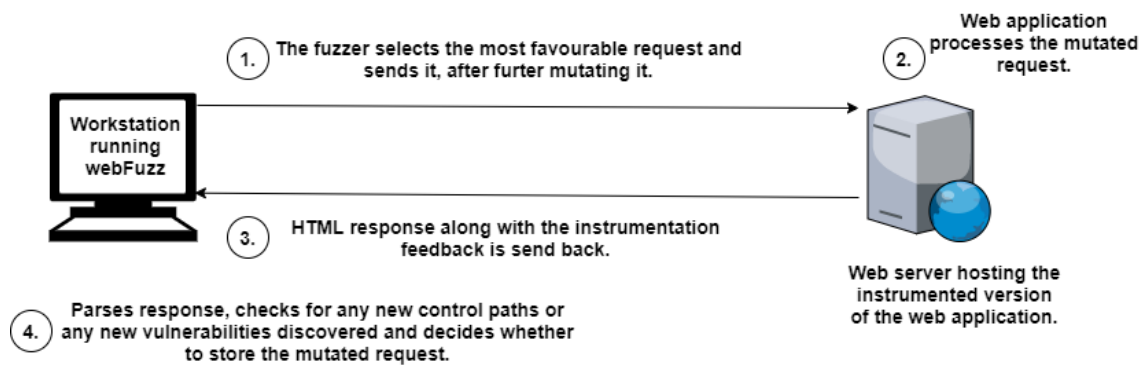 1.
The fuzzer selects the most favourable request and
sends it, after furter mutating it.
2.
Web application
processes the mutated
request.
Workstation
running
webFuzz
3.
HTML response along with the instrumentation
feedback is send back.
Web server hosting the
instrumented version
of the web application.
4.
Parses response, checks for any new control paths or
any new vulnerabilities discovered and decides whether
to store the mutated request.